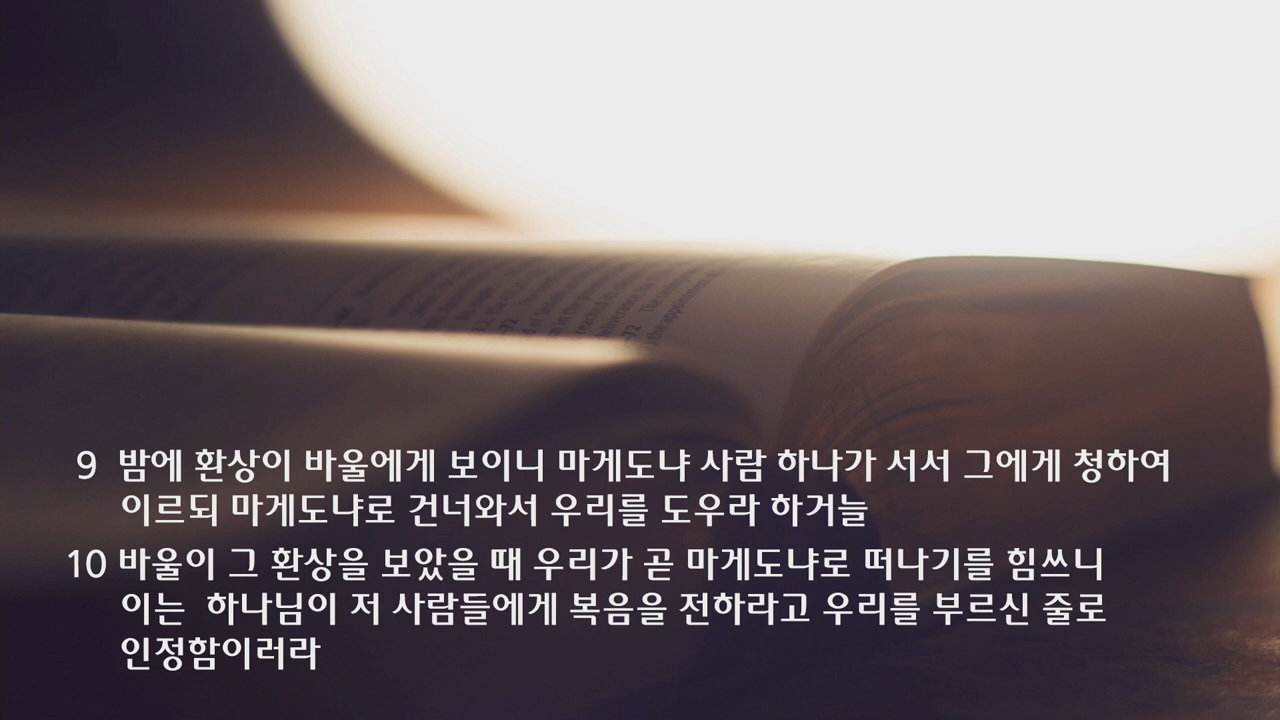 9 밤에 환상이 바울에게 보이니 마게도냐 사람 하나가 서서 그에게 청하여
이르되 마게도냐로 건너와서 우리를 도우라 하거늘
10 바울이 그 환상을 보았을 때 우리가 곧 마게도냐로 떠나기를 힘쓰니
이는 하나님이 저 사람들에게 복음을 전하라고 우리를 부르신 줄로
인정함이러라